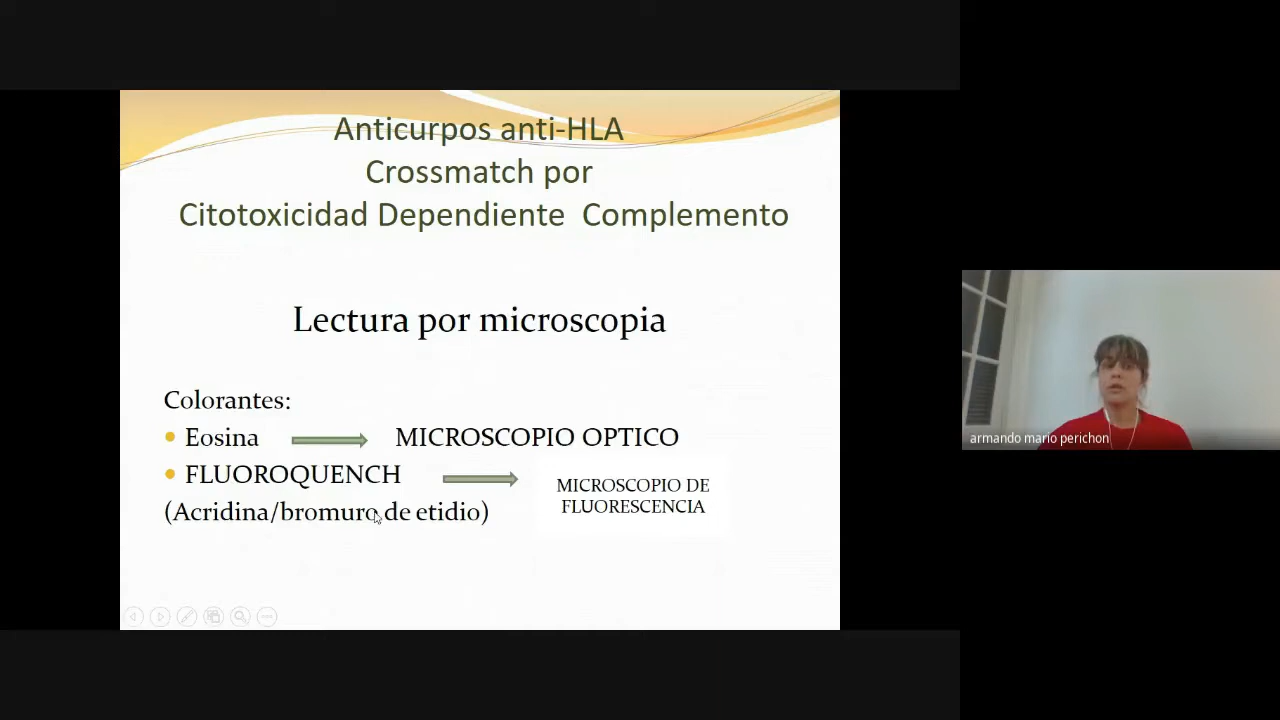 Anticurpos anti-HLA
Crossmatch por
Citotoxicidad Dependiente Complemento
Lectura por microscopia
Colorantes:
Eosina
MICROSCOPIO OPTICO
FLUOROQUENCH
MICROSCOPIO DE
FLUORESCENCIA
(Acridina/bromuro de etidio)
armando mario perichon